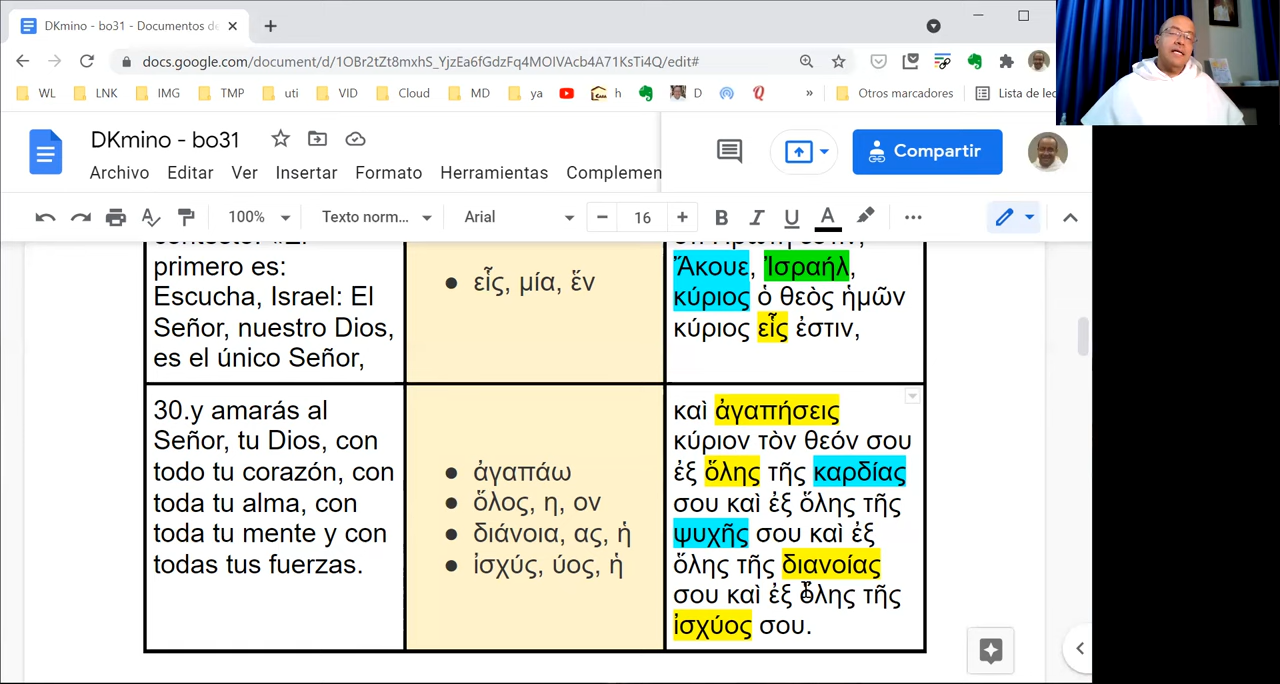 DKmino - bo31 - Documentos de
docs.google.com/document/d/1OBr2tZt8mxhS_YjzEa6fGdzFq4MOlVAcb4A71KsTi4Q/edit#
WL LNK IMG TMP uti VID Cloud MD ya h D » Otros marcadores Lista de lec
DKmino - bo31
Compartir
Archivo Editar Ver Insertar Formato Herramientas Complemen
100% Texto norm... Arial 16 B I U A
primero es:
Escucha, Israel: El
Señor, nuestro Dios,
es el único Señor,
εἷς, μία, ἕν
Ἄκουε, Ἰσραήλ,
κύριος ὁ θεὸς ἡμῶν
κύριος εἷς ἐστιν,
30.y amarás al
Señor, tu Dios, con
todo tu corazón, con
toda tu alma, con
toda tu mente y con
todas tus fuerzas.
ἀγαπάω
ὅλος, η, ον
διάνοια, ας, ἡ
ἰσχύς, ύος, ἡ
καὶ ἀγαπήσεις
κύριον τὸν θεόν σου
ἐξ ὅλης τῆς καρδίας
σου καὶ ἐξ ὅλης τῆς
ψυχῆς σου καὶ ἐξ
ὅλης τῆς διανοίας
σου καὶ ἐξ ὅλης τῆς
ἰσχύος σου.